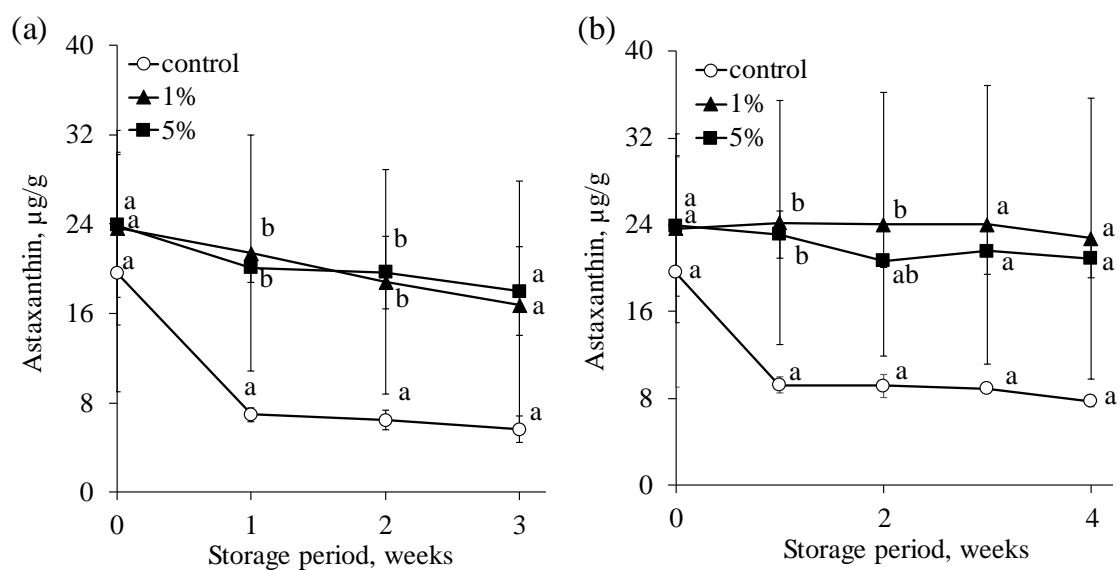 (a)
40
32
24
16
8
0
Astaxanthin, µg/g
control
1%
5%
a
a
a
b
b
a
b
b
a
a
a
a
0
1
2
3
Storage period, weeks
(b)
40
32
24
16
8
0
Astaxanthin, µg/g
control
1%
5%
a
a
a
b
b
a
b
ab
a
a
a
a
a
a
a
0
2
4
Storage period, weeks